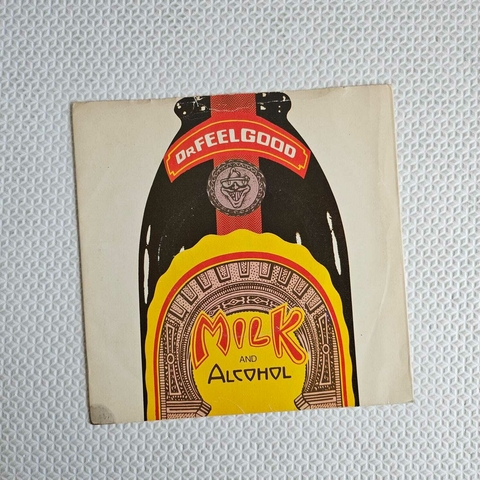 DR FEELGOOD
MILK
AND
ALCOHOL